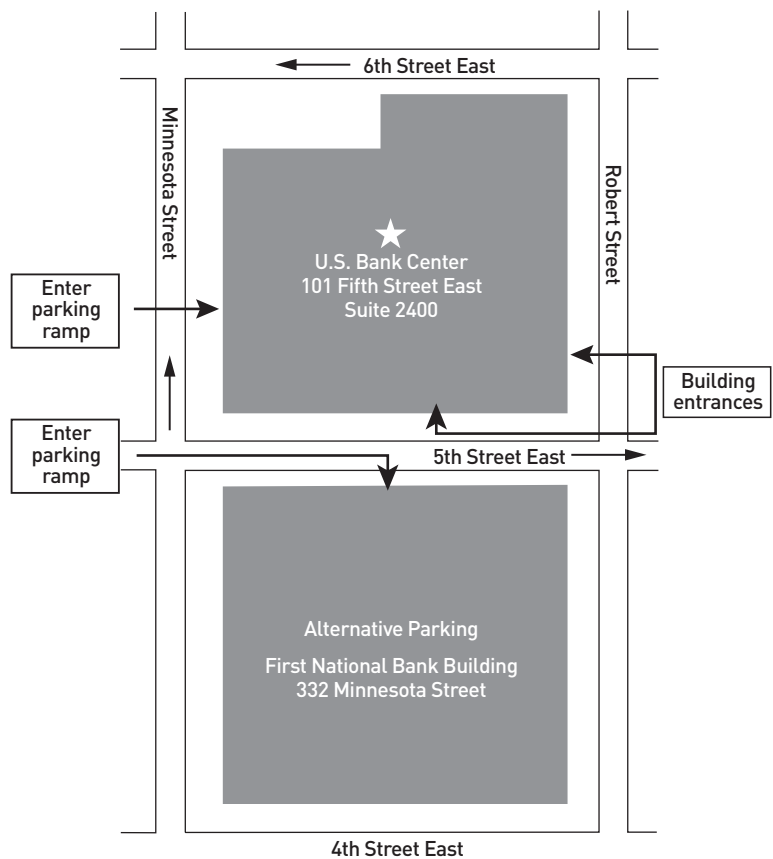 6th Street East
Minnesota Street
Robert Street
U.S. Bank Center
101 Fifth Street East
Suite 2400
Enter
parking
ramp
Building
entrances
Enter
parking
ramp
5th Street East
Alternative Parking
First National Bank Building
332 Minnesota Street
4th Street East